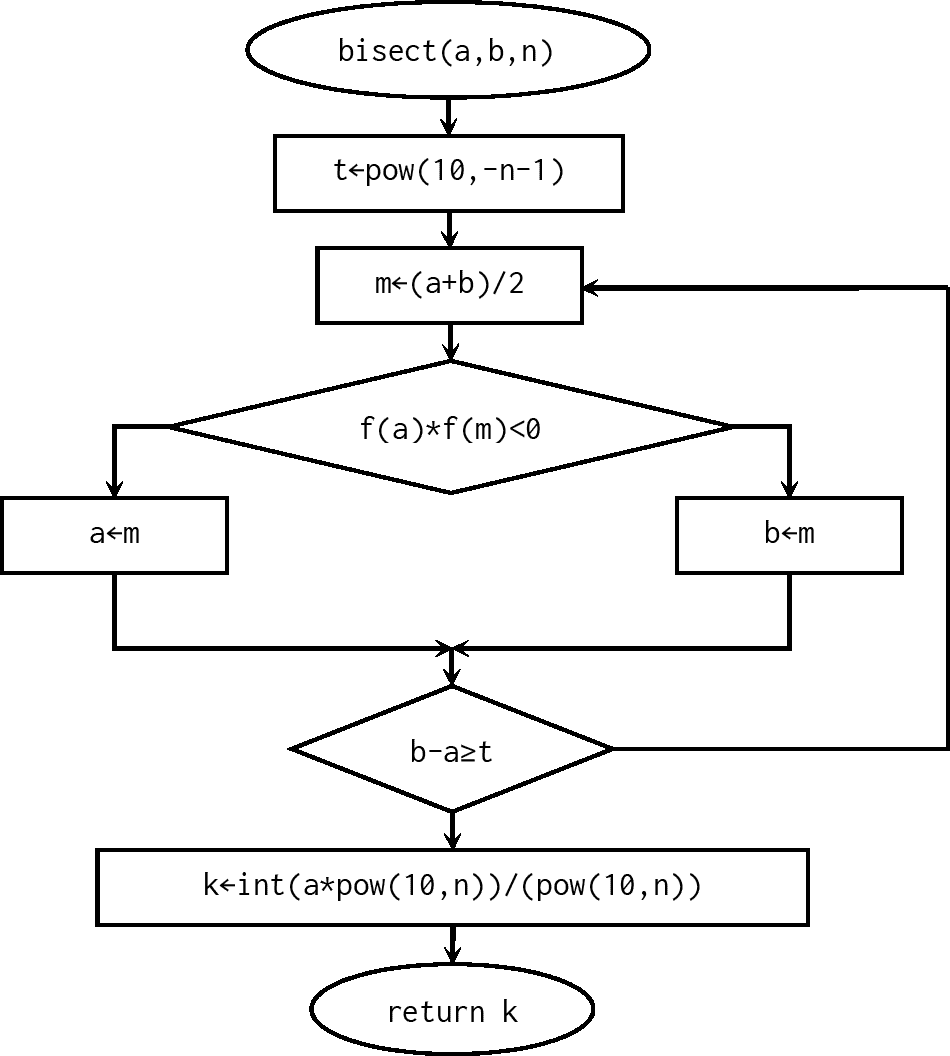 bisect(a,b,n)
t←pow(10,-n-1)
m←(a+b)/2
f(a)*f(m)<0
a←m
b←m
b-a≥t
k←int(a*pow(10,n))/(pow(10,n))
return k